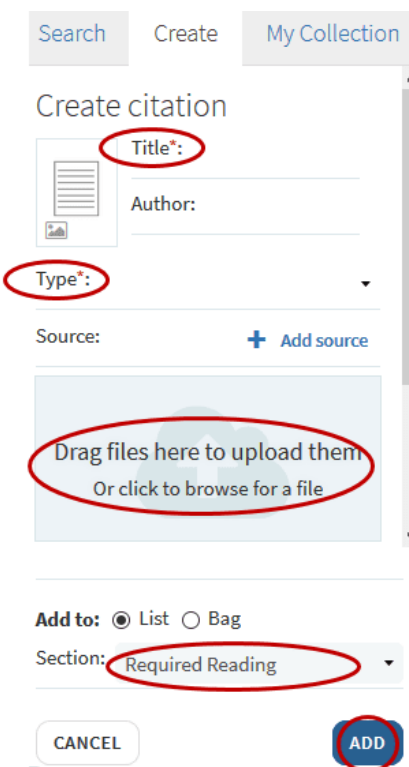 Search Create My Collection
Create citation
Title*:
Author:
Type*:
Source: + Add source
Drag files here to upload them
Or click to browse for a file
Add to: List Bag
Section: Required Reading
CANCEL ADD